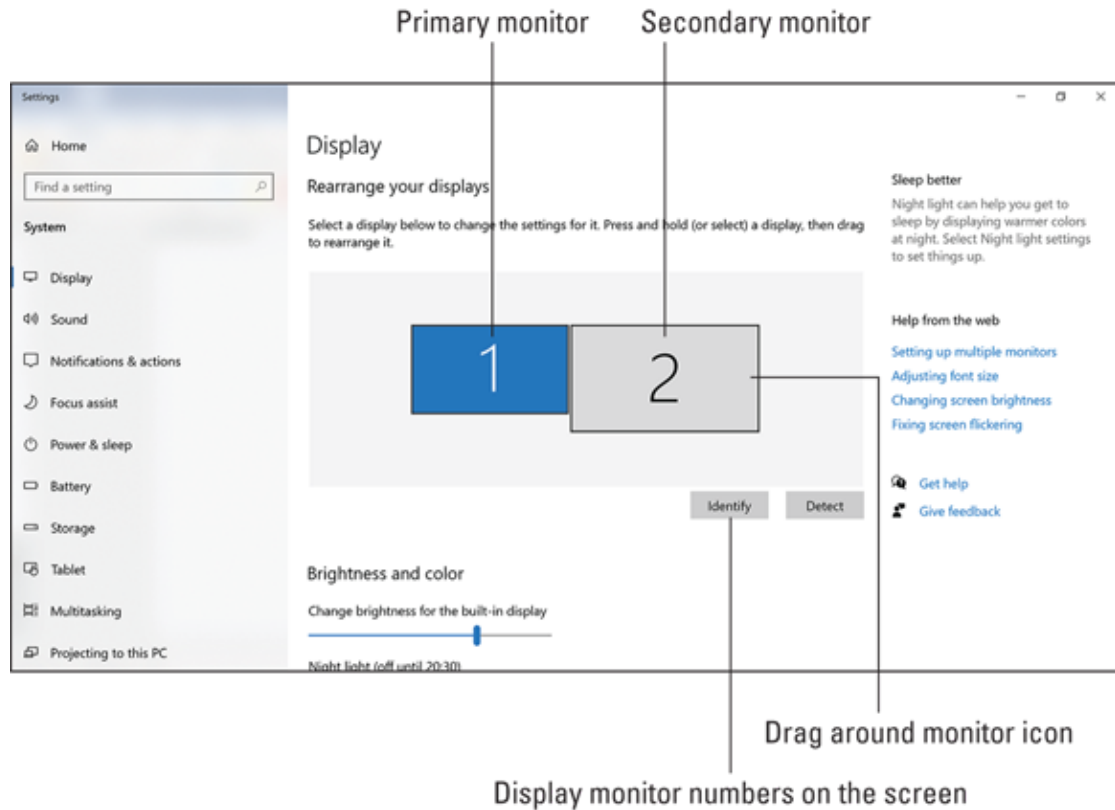 Primary monitor
Secondary monitor
Settings
Home
Find a setting
System
Display
Sound
Notifications & actions
Focus assist
Power & sleep
Battery
Storage
Tablet
Multitasking
Projecting to this PC
Display
Rearrange your displays
Select a display below to change the settings for it. Press and hold (or select) a display, then drag
to rearrange it.
1
2
Identify
Detect
Brightness and color
Change brightness for the built-in display
Night light (off until 20:30)
Sleep better
Night light can help you get to
sleep by displaying warmer colors
at night. Select Night light settings
to set things up.
Help from the web
Setting up multiple monitors
Adjusting font size
Changing screen brightness
Fixing screen flickering
Get help
Give feedback
Drag around monitor icon
Display monitor numbers on the screen